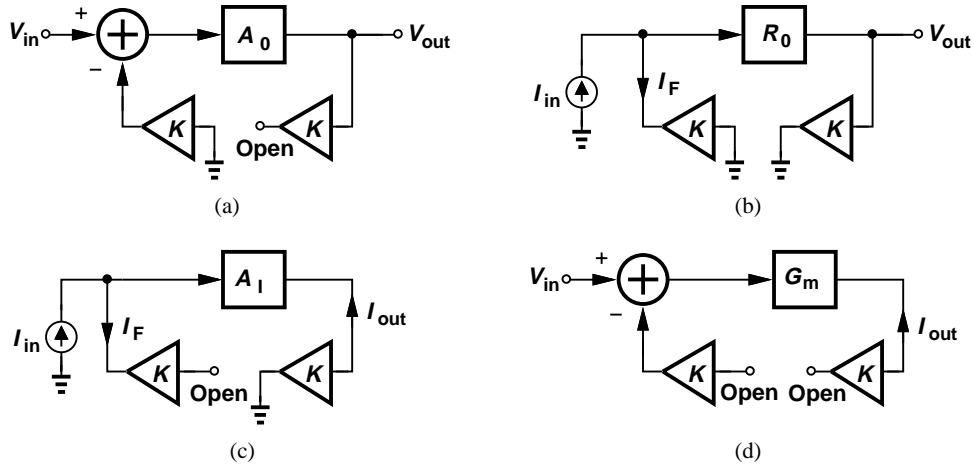 V_in + − A_0 V_out
K K
Open
(a)
R_0 V_out
I_in I_F
K K
(b)
A_I
I_in I_F I_out
K K
Open
(c)
V_in + − G_m
I_out
K K
Open Open
(d)